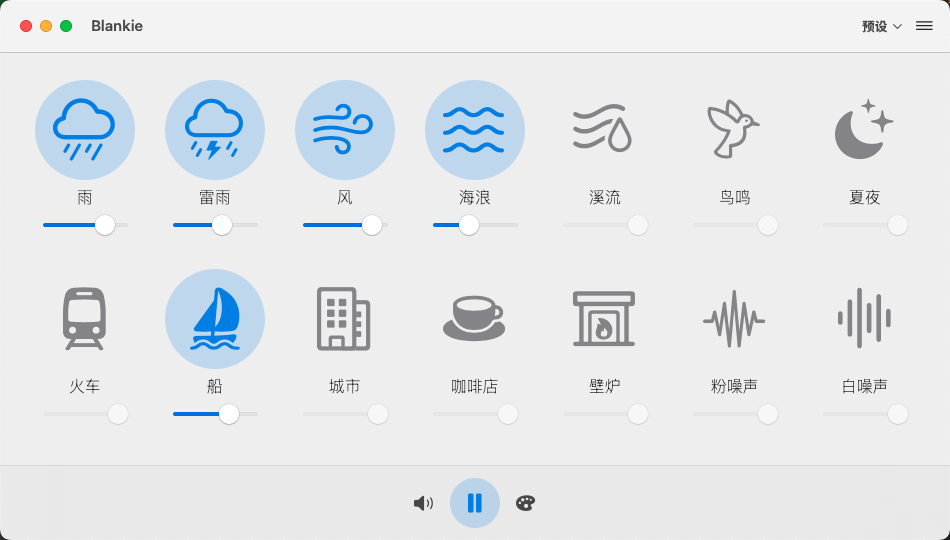 Blankie
预设
雨
雷雨
风
海浪
溪流
鸟鸣
夏夜
火车
船
城市
咖啡店
壁炉
粉噪声
白噪声